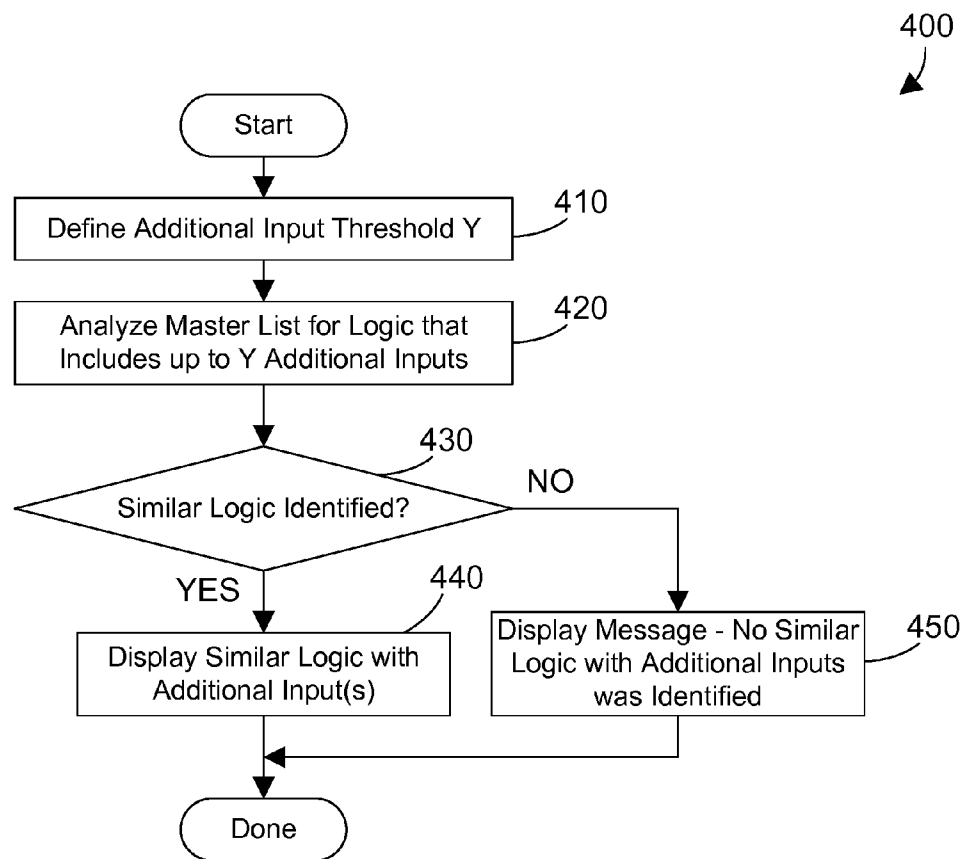 400
Start
Define Additional Input Threshold Y
410
Analyze Master List for Logic that
Includes up to Y Additional Inputs
420
430
Similar Logic Identified?
NO
YES
440
Display Similar Logic with
Additional Input(s)
Display Message - No Similar
Logic with Additional Inputs
was Identified
450
Done